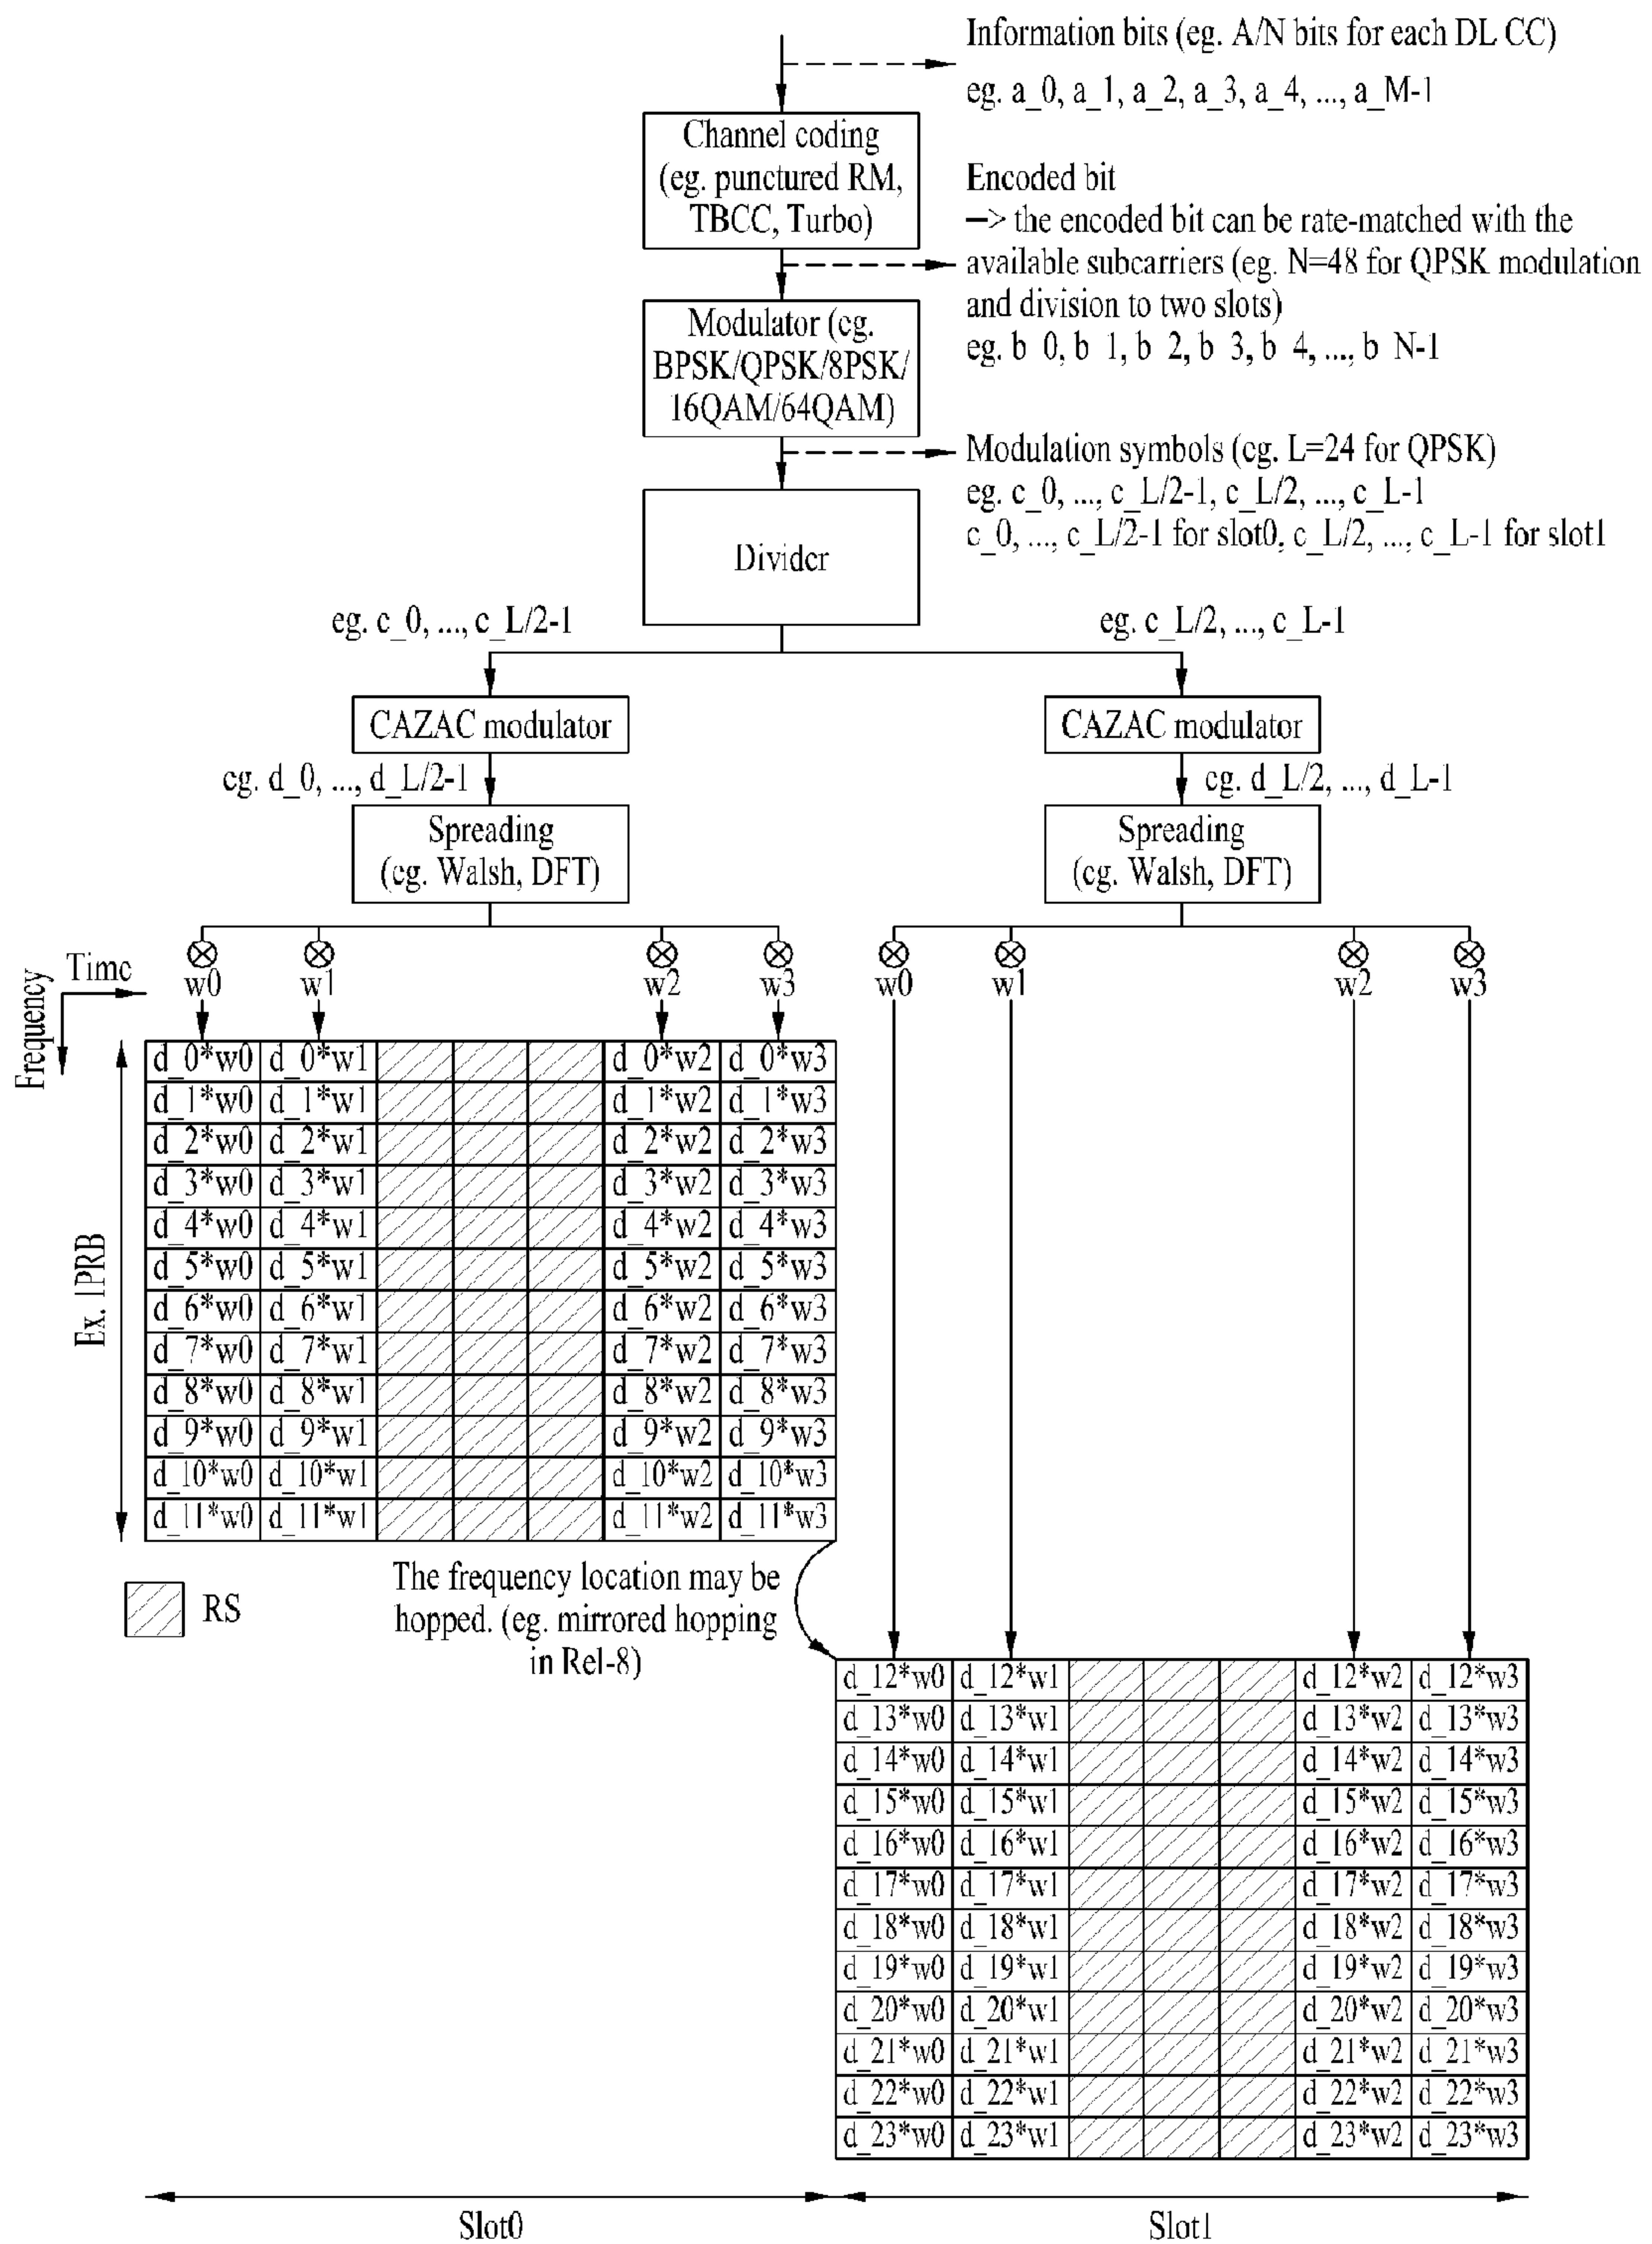 Information bits (eg. A/N bits for each DL CC)
eg. a_0, a_1, a_2, a_3, a_4, ..., a_M-1
Channel coding
(eg. punctured RM,
TBCC, Turbo)
Encoded bit
—> the encoded bit can be rate-matched with the
available subcarriers (eg. N=48 for QPSK modulation
and division to two slots)
eg. b 0, b 1, b 2, b 3, b 4, ..., b N-1
Modulator (eg.
BPSK/QPSK/8PSK/
16QAM/64QAM)
Modulation symbols (eg. L=24 for QPSK)
eg. c_0, ..., c_L/2-1, c_L/2, ..., c_L-1
c_0, ..., c_L/2-1 for slot0, c_L/2, ..., c_L-1 for slot1
Divider
eg. c_0, ..., c_L/2-1
eg. c_L/2, ..., c_L-1
CAZAC modulator
CAZAC modulator
eg. d_0, ..., d_L/2-1
eg. d_L/2, ..., d_L-1
Spreading
(eg. Walsh, DFT)
Spreading
(eg. Walsh, DFT)
Time
Frequency
w0 w1 w2 w3 w0 w1 w2 w3
Ex. 1PRB
d_0*w0 d_0*w1 d_0*w2 d_0*w3
d_1*w0 d_1*w1 d_1*w2 d_1*w3
d_2*w0 d_2*w1 d_2*w2 d_2*w3
d_3*w0 d_3*w1 d_3*w2 d_3*w3
d_4*w0 d_4*w1 d_4*w2 d_4*w3
d_5*w0 d_5*w1 d_5*w2 d_5*w3
d_6*w0 d_6*w1 d_6*w2 d_6*w3
d_7*w0 d_7*w1 d_7*w2 d_7*w3
d_8*w0 d_8*w1 d_8*w2 d_8*w3
d_9*w0 d_9*w1 d_9*w2 d_9*w3
d_10*w0 d_10*w1 d_10*w2 d_10*w3
d_11*w0 d_11*w1 d_11*w2 d_11*w3
RS
The frequency location may be
hopped. (eg. mirrored hopping
in Rel-8)
d_12*w0 d_12*w1 d_12*w2 d_12*w3
d_13*w0 d_13*w1 d_13*w2 d_13*w3
d_14*w0 d_14*w1 d_14*w2 d_14*w3
d_15*w0 d_15*w1 d_15*w2 d_15*w3
d_16*w0 d_16*w1 d_16*w2 d_16*w3
d_17*w0 d_17*w1 d_17*w2 d_17*w3
d_18*w0 d_18*w1 d_18*w2 d_18*w3
d_19*w0 d_19*w1 d_19*w2 d_19*w3
d_20*w0 d_20*w1 d_20*w2 d_20*w3
d_21*w0 d_21*w1 d_21*w2 d_21*w3
d_22*w0 d_22*w1 d_22*w2 d_22*w3
d_23*w0 d_23*w1 d_23*w2 d_23*w3
Slot0
Slot1